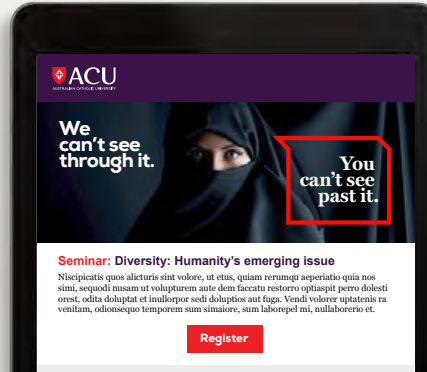 ACU
AUSTRALIAN CATHOLIC UNIVERSITY
We
can't see
through it.
You
can't see
past it.
Seminar: Diversity: Humanity's emerging issue
Niscipicatis quos alicturis sint volore, ut etus, quiam rerumqu aeperiatio quia nos
simi, sequodi nusam ut volupturem aute dem faccatu restorro optiaspit perro dolesti
orest, odita doluptat et inullorpor sedi doluptios aut fuga. Vendi volorer uptatenis ra
venitam, odionsequo temporem sum simaiore, sum laborepel mi, nullaborerio et.
Register